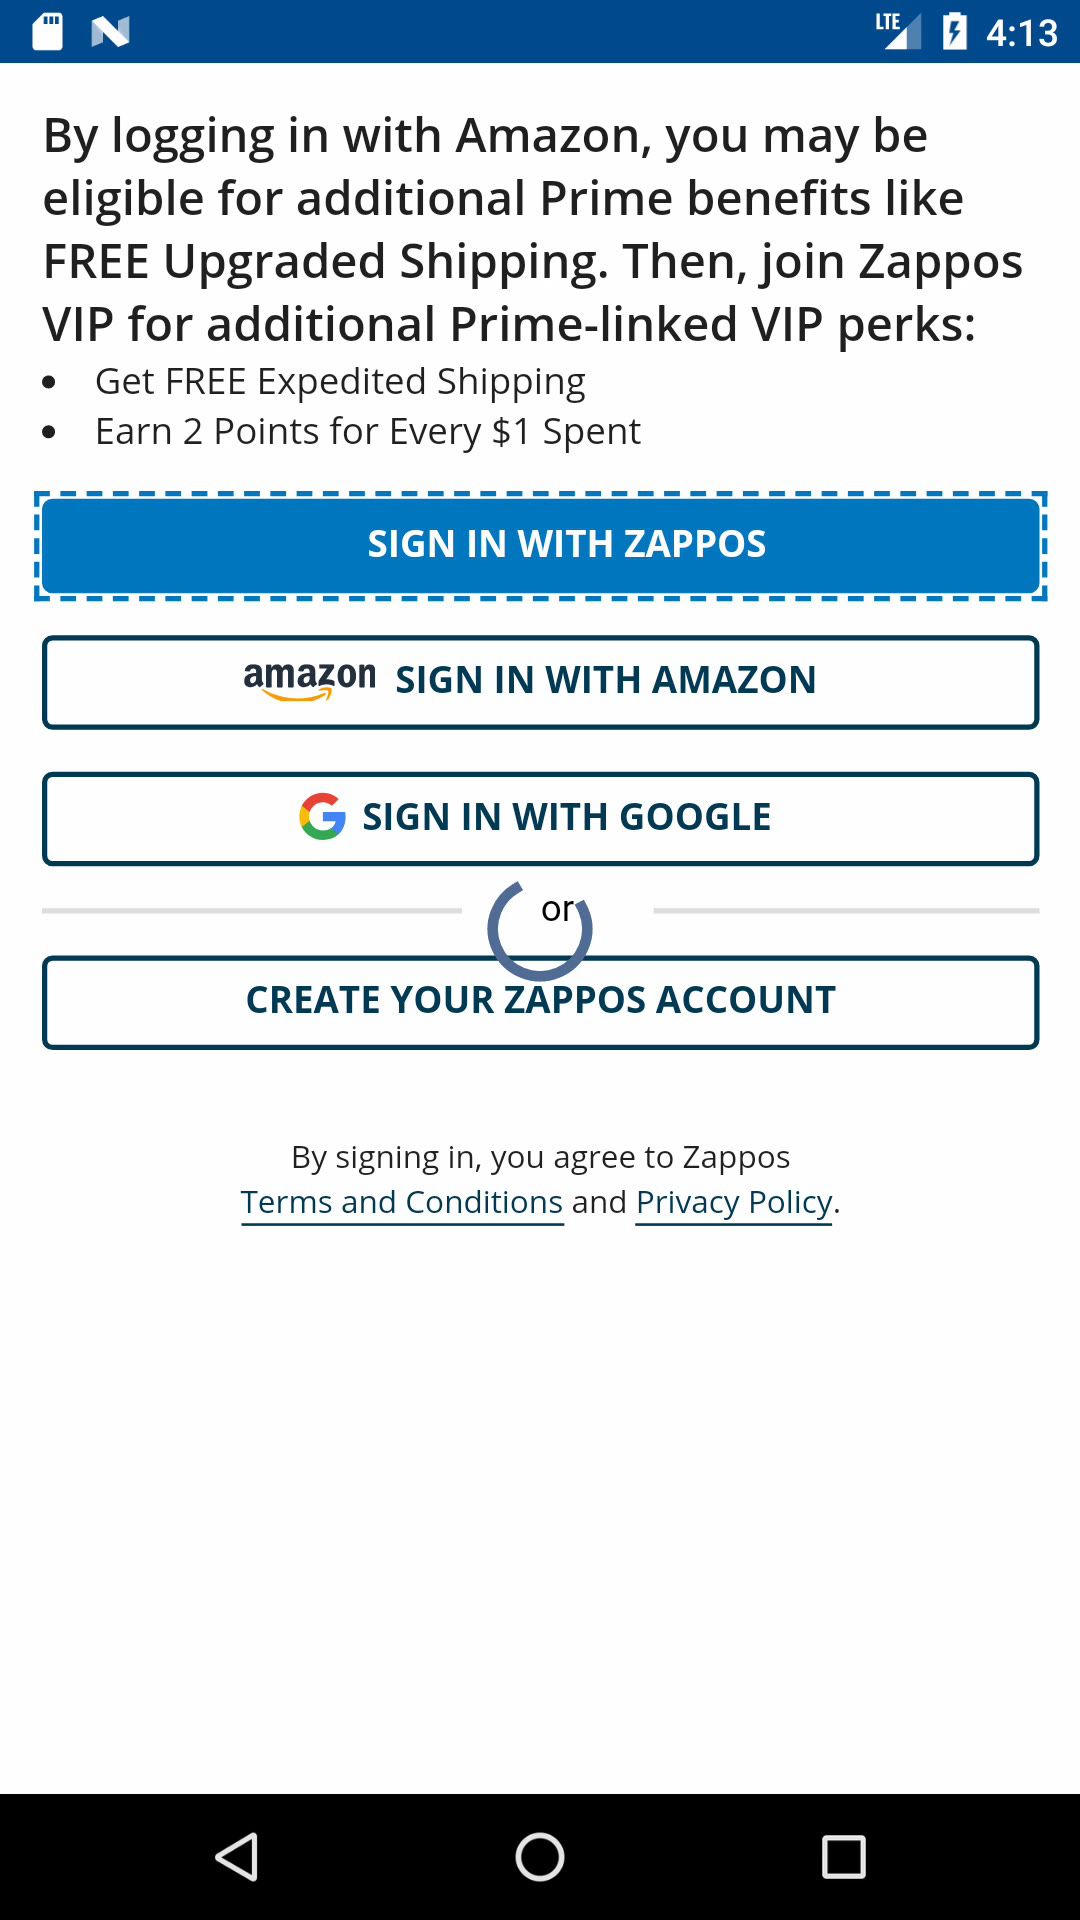 LTE 4:13
By logging in with Amazon, you may be
eligible for additional Prime benefits like
FREE Upgraded Shipping. Then, join Zappos
VIP for additional Prime-linked VIP perks:
• Get FREE Expedited Shipping
• Earn 2 Points for Every $1 Spent
SIGN IN WITH ZAPPOS
amazon SIGN IN WITH AMAZON
G SIGN IN WITH GOOGLE
or
CREATE YOUR ZAPPOS ACCOUNT
By signing in, you agree to Zappos
Terms and Conditions and Privacy Policy.